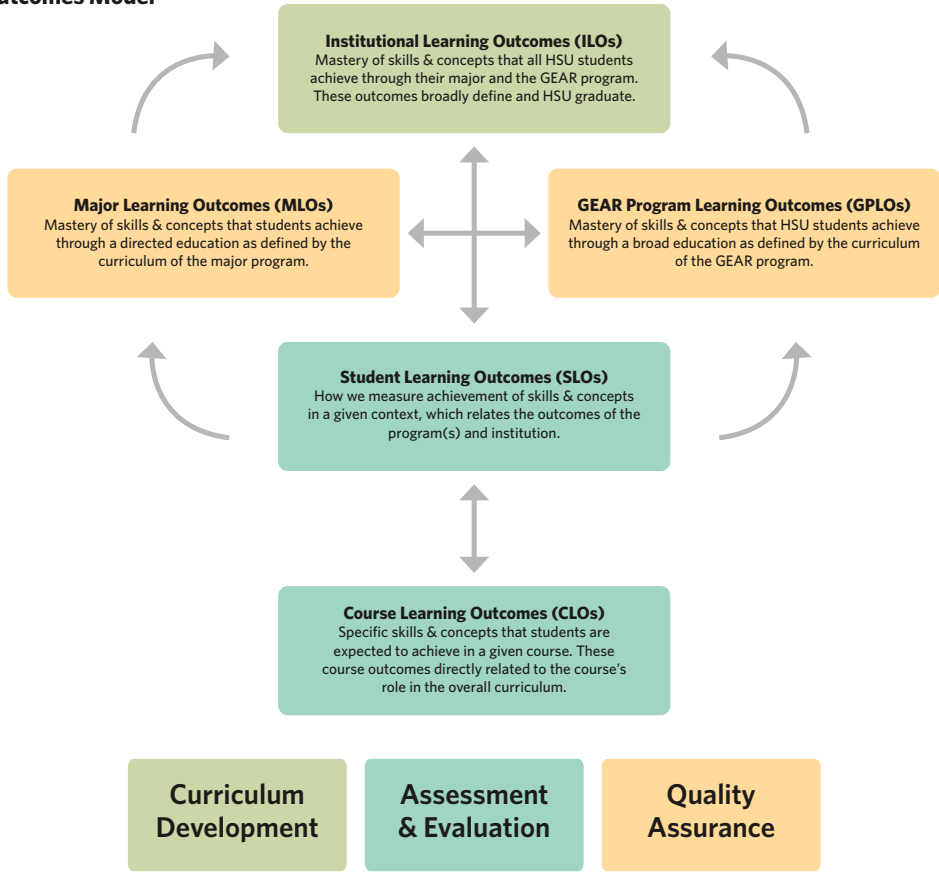 Institutional Learning Outcomes (ILOs)
Mastery of skills & concepts that all HSU students
achieve through their major and the GEAR program.
These outcomes broadly define and HSU graduate.
Major Learning Outcomes (MLOs)
Mastery of skills & concepts that students achieve
through a directed education as defined by the
curriculum of the major program.
GEAR Program Learning Outcomes (GPLOs)
Mastery of skills & concepts that HSU students achieve
through a broad education as defined by the curriculum
of the GEAR program.
Student Learning Outcomes (SLOs)
How we measure achievement of skills & concepts
in a given context, which relates the outcomes of the
program(s) and institution.
Course Learning Outcomes (CLOs)
Specific skills & concepts that students are
expected to achieve in a given course. These
course outcomes directly related to the course’s
role in the overall curriculum.
Curriculum
Development
Assessment
& Evaluation
Quality
Assurance